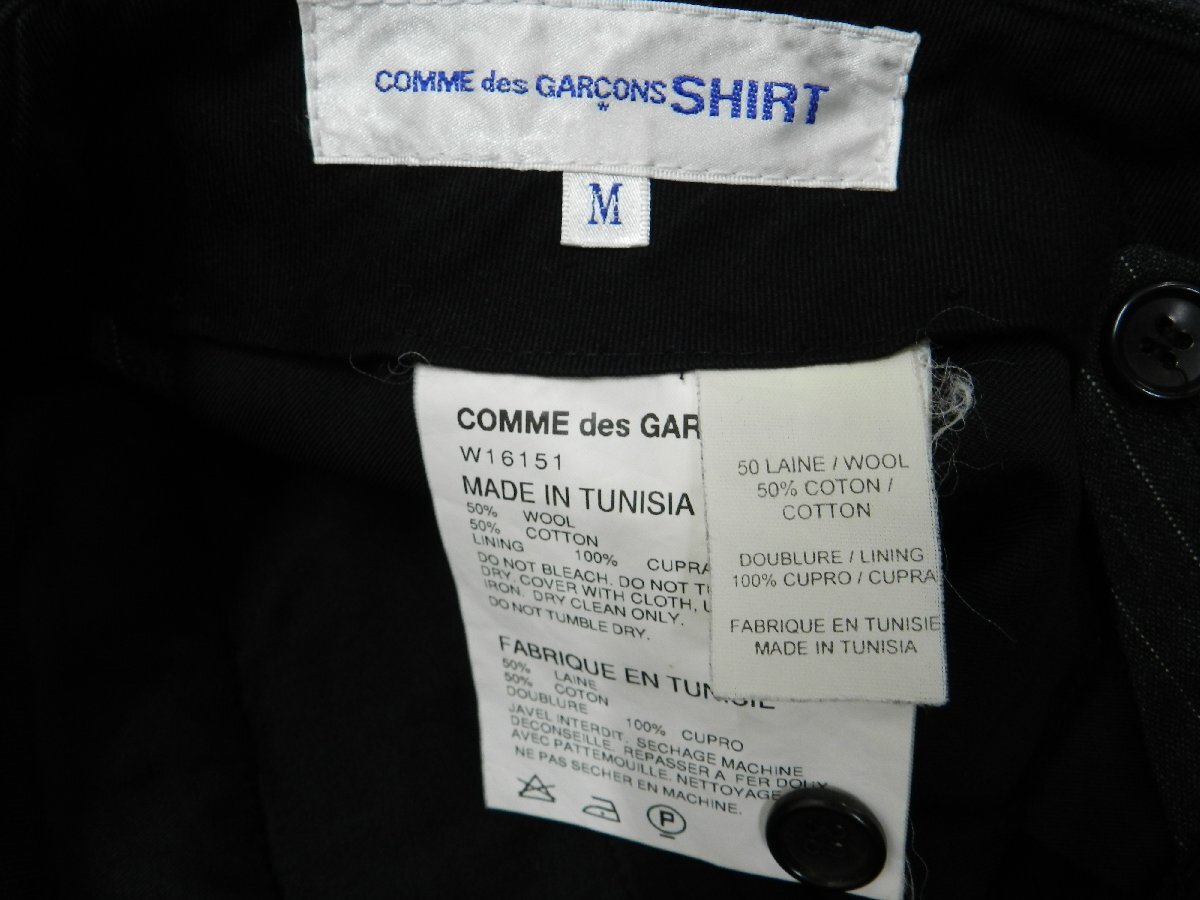 COMME des GARÇONS SHIRT
*
M
COMME des GAR
W16151
MADE IN TUNISIA
50% WOOL
50% COTTON
LINING 100% CUPRA
DO NOT BLEACH. DO NOT
DRY, COVER WITH CLOTH,
IRON. DRY CLEAN ONLY.
DO NOT TUMBLE DRY.
FABRIQUE EN TUNISIE
50% LAINE
50% COTON
DOUBLURE 100% CUPRO
JAVEL INTERDIT, SECHAGE MACHINE
DECONSEILLE, REPASSER A FER DOUX
AVEC PATTEMOUILLE. NETTOYAGE
NE PAS SECHER EN MACHINE.
P
50 LAINE / WOOL
50% COTON /
COTTON
DOUBLURE / LINING
100% CUPRO / CUPRA
FABRIQUE EN TUNISIE
MADE IN TUNISIA